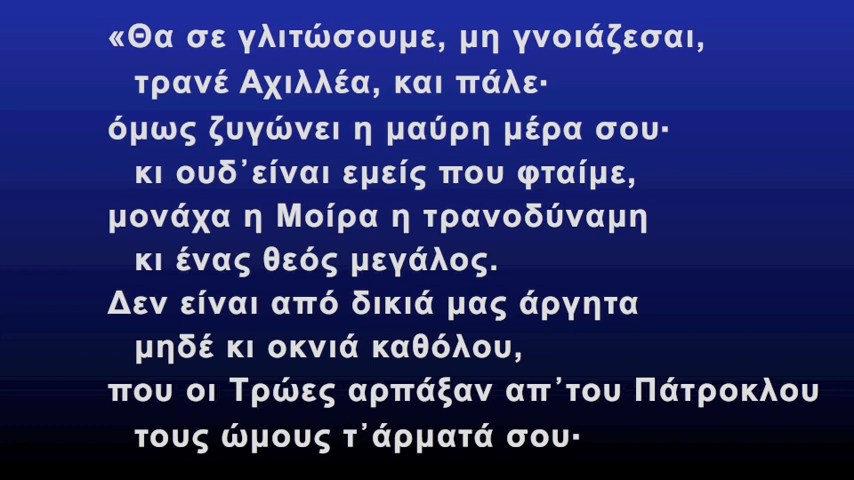 «Θα σε γλιτώσουμε, μη γνοιάζεσαι,
τρανέ Αχιλλέα, και πάλε·
όμως ζυγώνει η μαύρη μέρα σου·
κι ουδ᾿είναι εμείς που φταίμε,
μονάχα η Μοίρα η τρανοδύναμη
κι ένας θεός μεγάλος.
Δεν είναι από δικιά μας άργητα
μηδέ κι οκνιά καθόλου,
που οι Τρώες αρπάξαν απ᾿του Πάτροκλου
τους ώμους τ᾿άρματά σου·